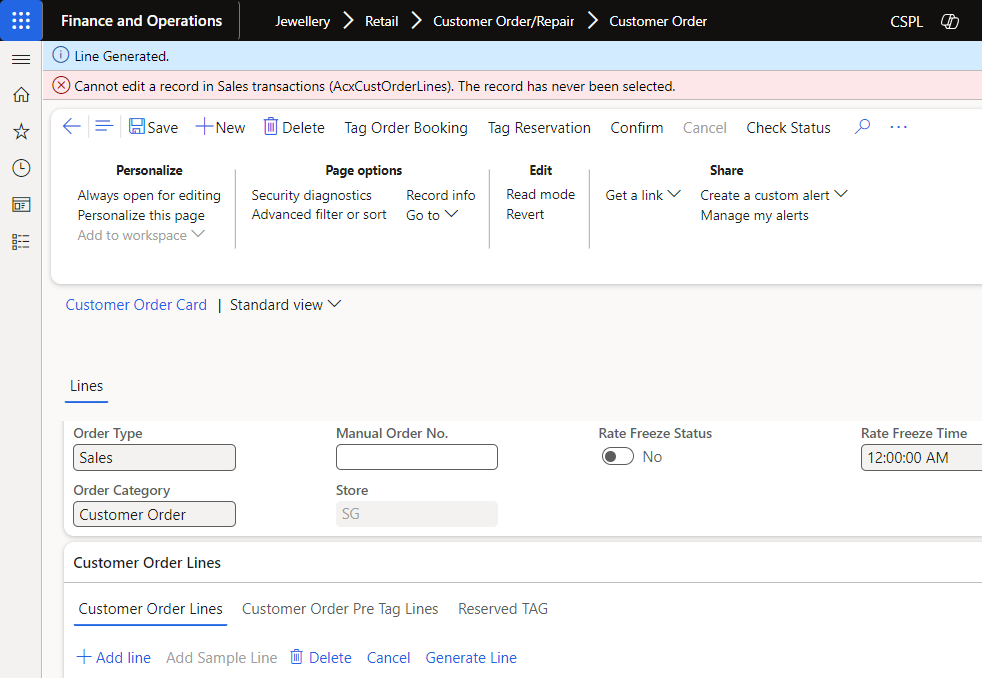 Finance and Operations Jewellery Retail Customer Order/Repair Customer Order CSPL
Line Generated.
Cannot edit a record in Sales transactions (AcxCustOrderLines). The record has never been selected.
Save New Delete Tag Order Booking Tag Reservation Confirm Cancel Check Status
Personalize Page options Edit Share
Always open for editing Security diagnostics Record info Read mode Get a link Create a custom alert
Personalize this page Advanced filter or sort Go to Revert Manage my alerts
Add to workspace
Customer Order Card | Standard view
Lines
Order Type Manual Order No. Rate Freeze Status Rate Freeze Time
Sales No 12:00:00 AM
Order Category Store
Customer Order SG
Customer Order Lines
Customer Order Lines Customer Order Pre Tag Lines Reserved TAG
Add line Add Sample Line Delete Cancel Generate Line